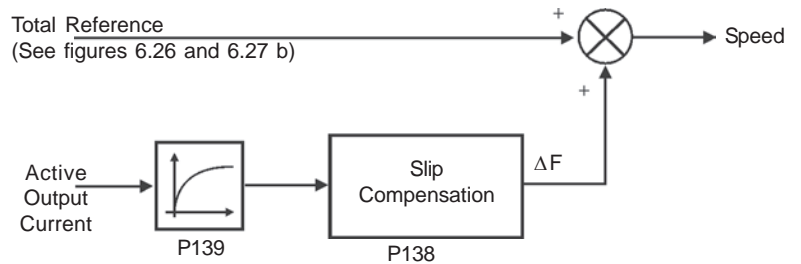 Total Reference
(See figures 6.26 and 6.27 b)
+
Speed
+
Active
Output
Current
P139
Slip
Compensation
P138
ΔF